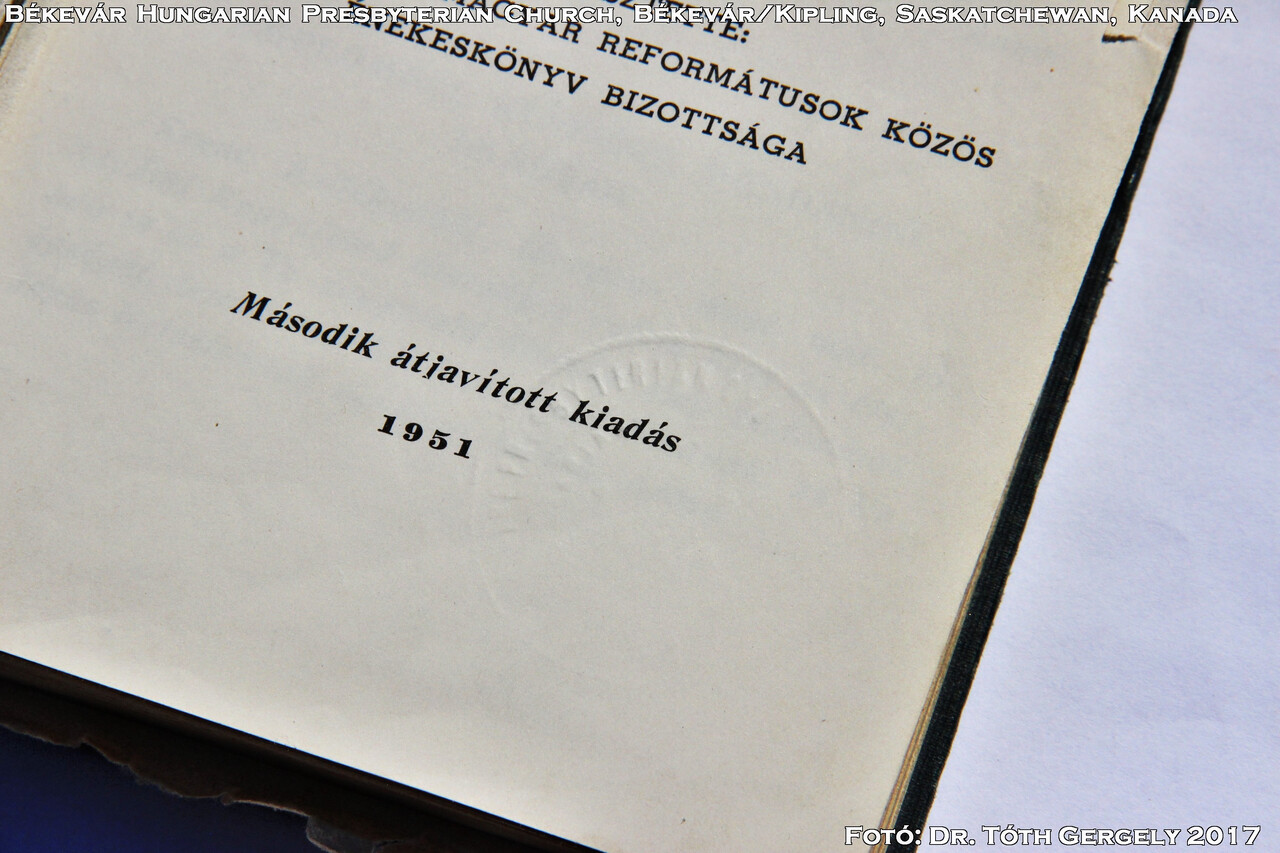 Békevár Hungarian Presbyterian Church, Békevár/Kipling, Saskatchewan, Kanada
MAGYAR REFORMÁTUSOK KÖZÖS
ÉNEKESKÖNYV BIZOTTSÁGA
Második átjavított kiadás
1951
Fotó: Dr. Tóth Gergely 2017